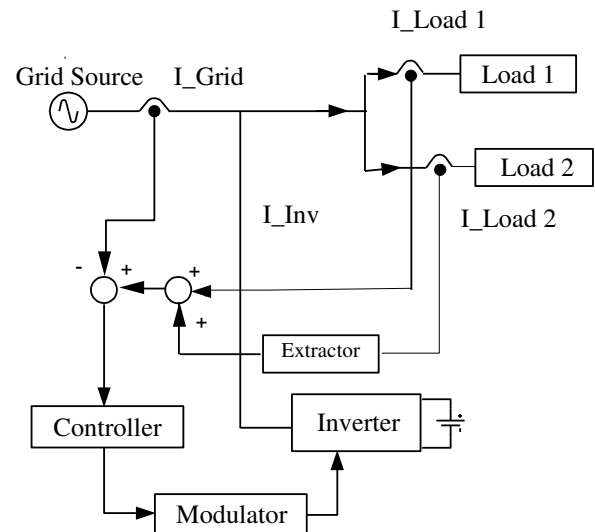 I_Load 1
Grid Source
I_Grid
Load 1
Load 2
I_Inv
I_Load 2
-
+
+
+
Extractor
Controller
Inverter
Modulator